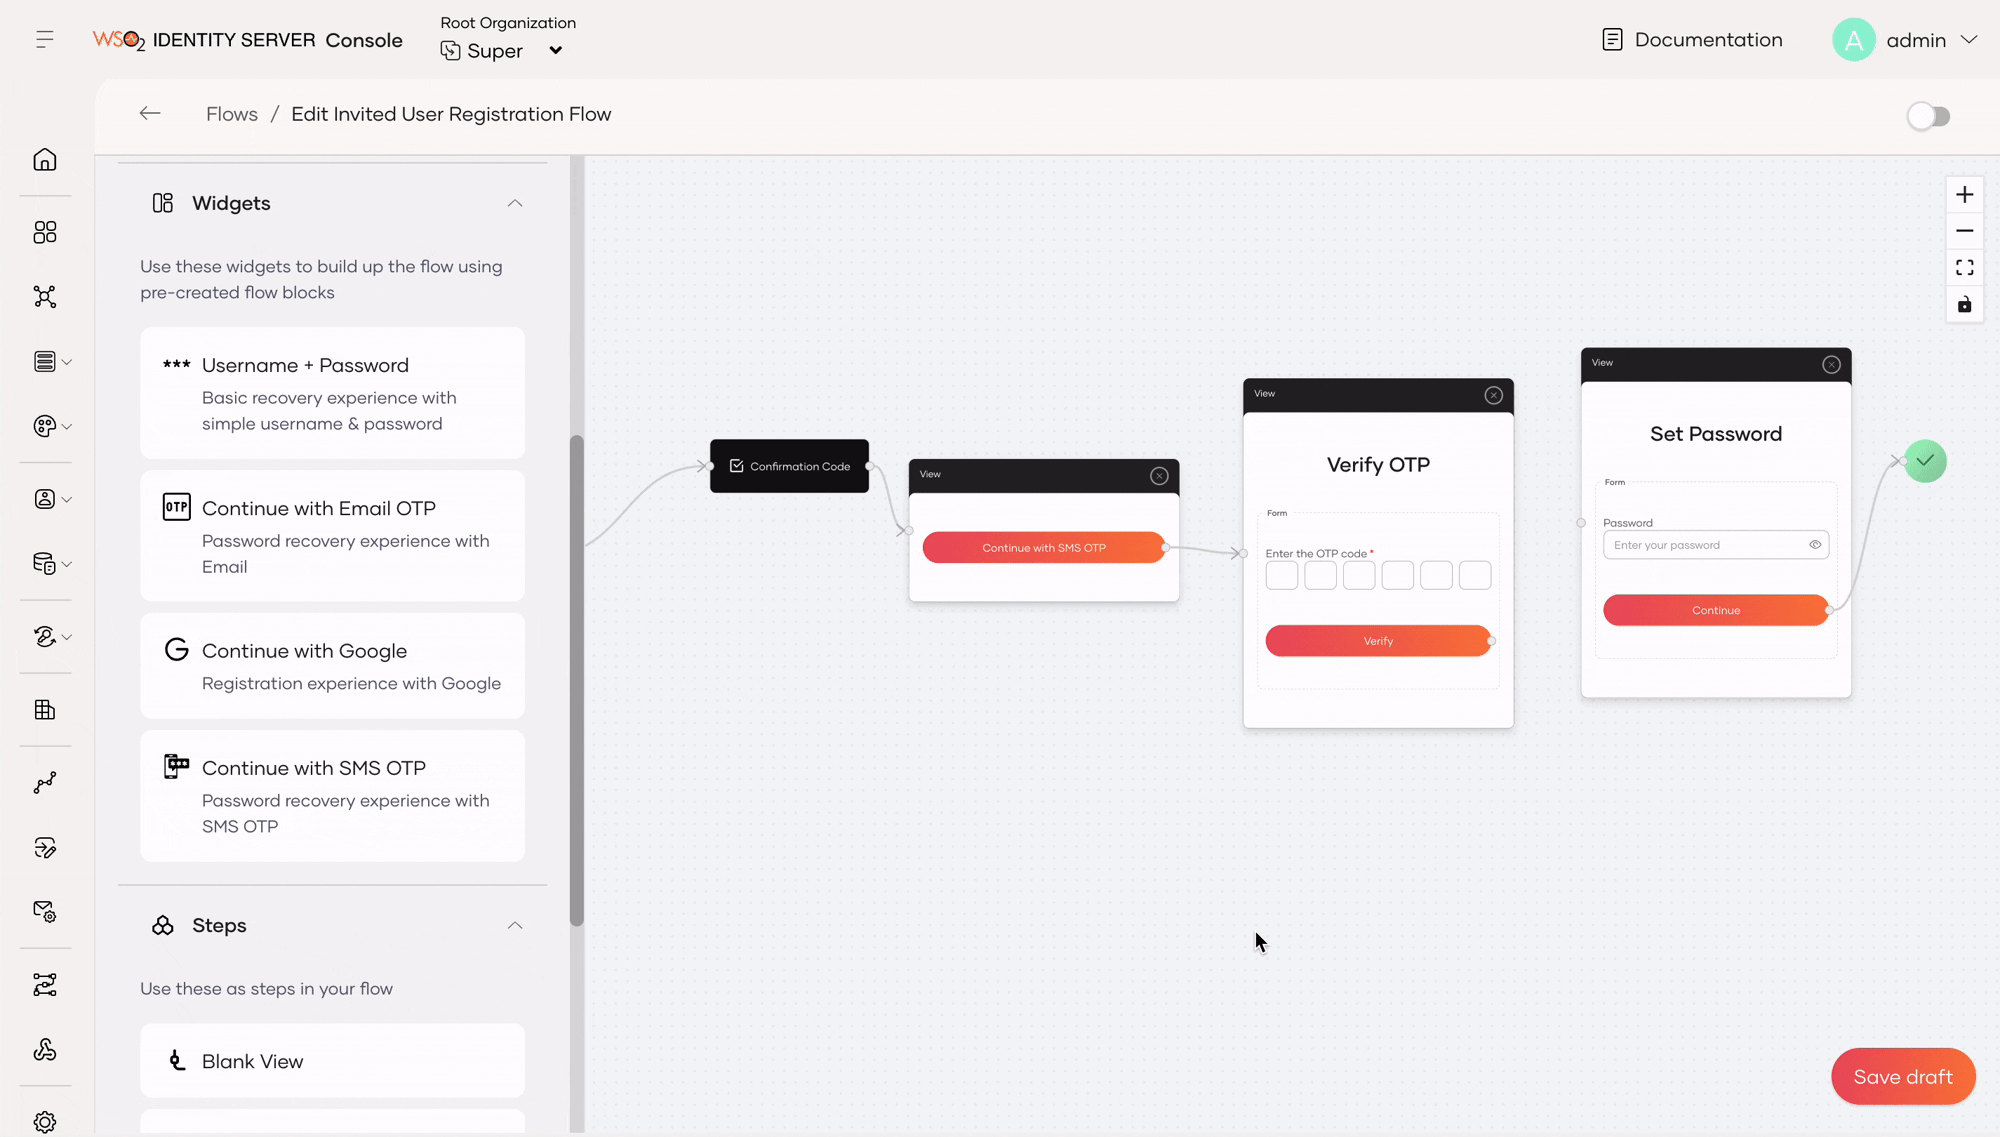 Root Organization
WSO2 IDENTITY SERVER Console
Super
Documentation
A
admin
Flows / Edit Invited User Registration Flow
Widgets
Use these widgets to build up the flow using
pre-created flow blocks
*** Username + Password
Basic recovery experience with
simple username & password
OTP Continue with Email OTP
Password recovery experience with
Email
Continue with Google
Registration experience with Google
Continue with SMS OTP
Password recovery experience with
SMS OTP
Steps
Use these as steps in your flow
Blank View
Confirmation Code
View
Continue with SMS OTP
View
Verify OTP
Form
Enter the OTP code *
Verify
View
Set Password
Form
Password
Enter your password
Continue
Save draft